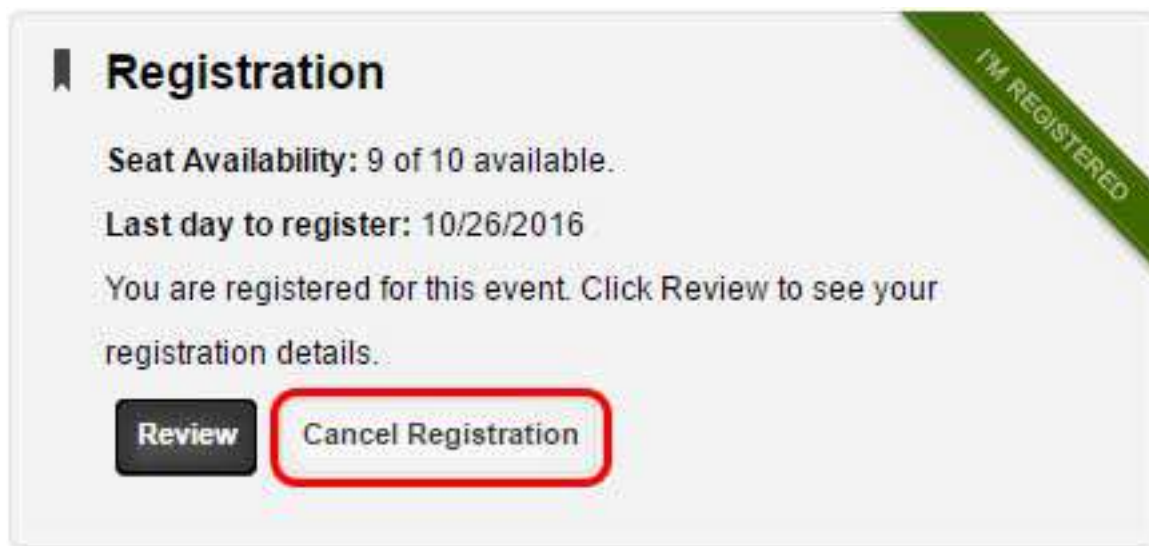 Registration
I'M REGISTERED
Seat Availability: 9 of 10 available.
Last day to register: 10/26/2016
You are registered for this event. Click Review to see your
registration details.
Review Cancel Registration